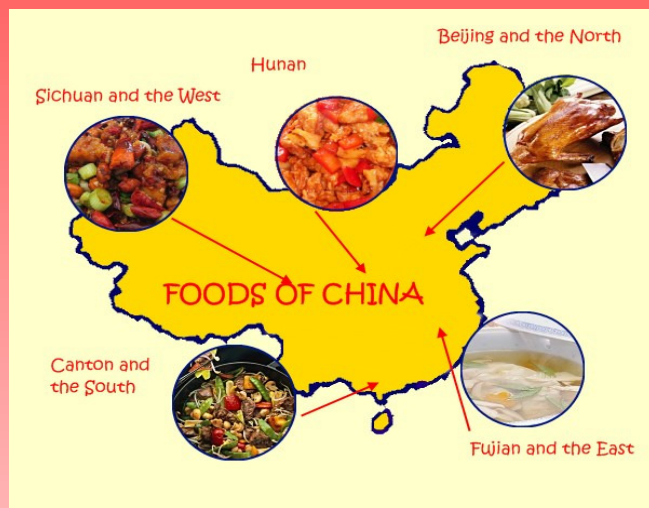 Beijing and the North
Hunan
Sichuan and the West
FOODS OF CHINA
Canton and
the South
Fujian and the East